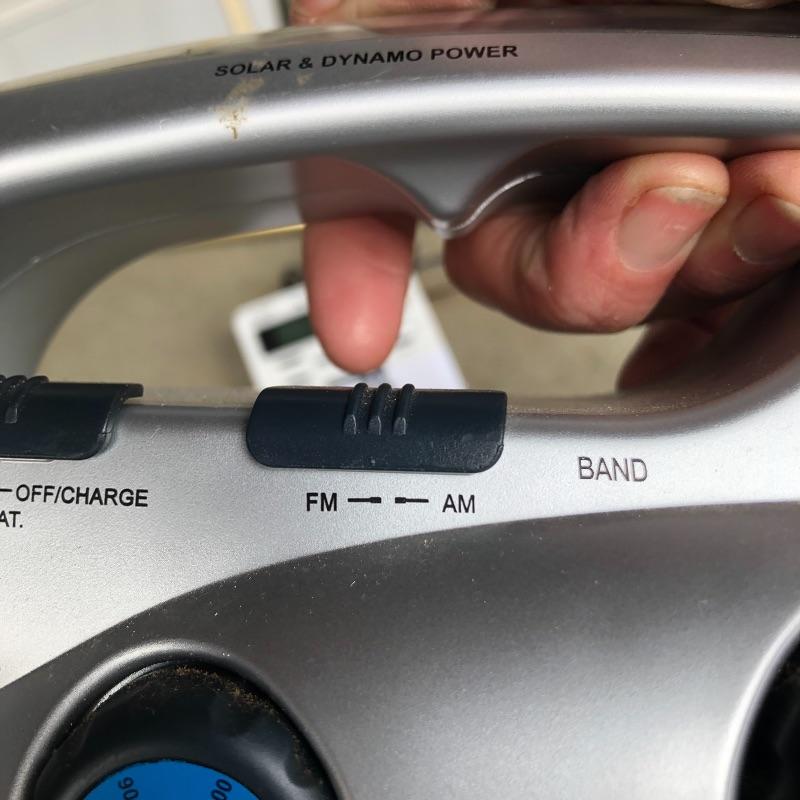 SOLAR & DYNAMO POWER
OFF/CHARGE
AT.
FM AM
BAND